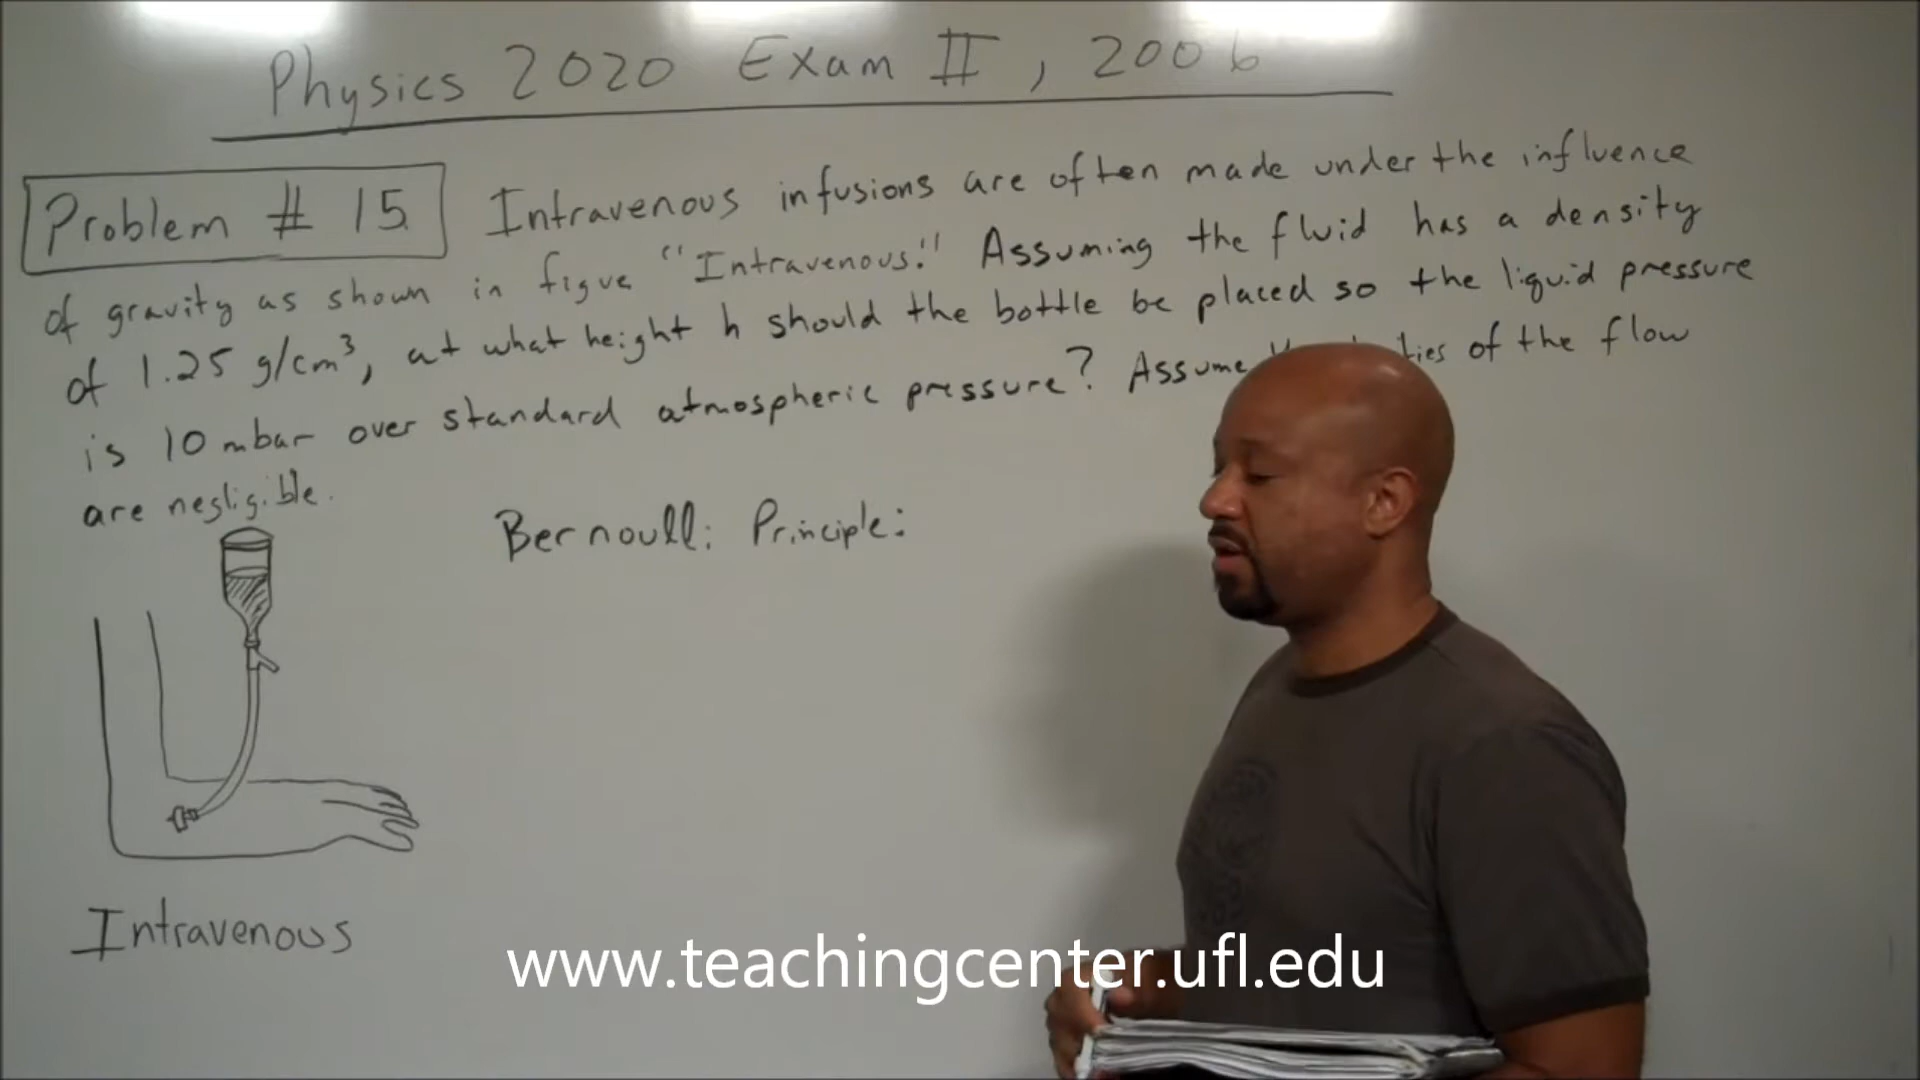 Physics 2020 Exam II, 2006
Problem # 15 Intravenous infusions are often made under the influence
of gravity as shown in figue "Intravenous." Assuming the fluid has a density
of 1.25 g/cm³, at what height h should the bottle be placed so the liquid pressure
is 10 mbar over standard atmospheric pressure? Assume of the flow
are negligible.
Bernoulli Principle:
Intravenous
www.teachingcenter.ufl.edu